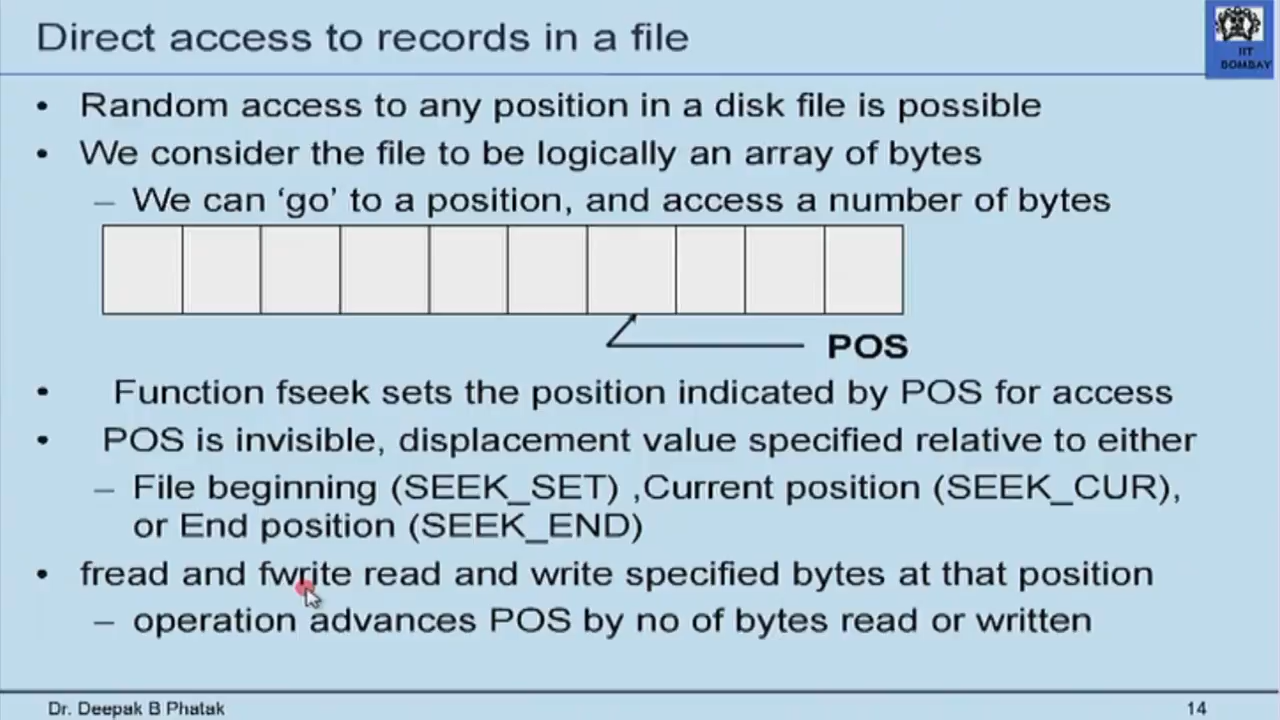 Direct access to records in a file
IIT
BOMBAY
• Random access to any position in a disk file is possible
• We consider the file to be logically an array of bytes
– We can ‘go’ to a position, and access a number of bytes
POS
• Function fseek sets the position indicated by POS for access
• POS is invisible, displacement value specified relative to either
– File beginning (SEEK_SET) ,Current position (SEEK_CUR),
or End position (SEEK_END)
• fread and fwrite read and write specified bytes at that position
– operation advances POS by no of bytes read or written
Dr. Deepak B Phatak
14